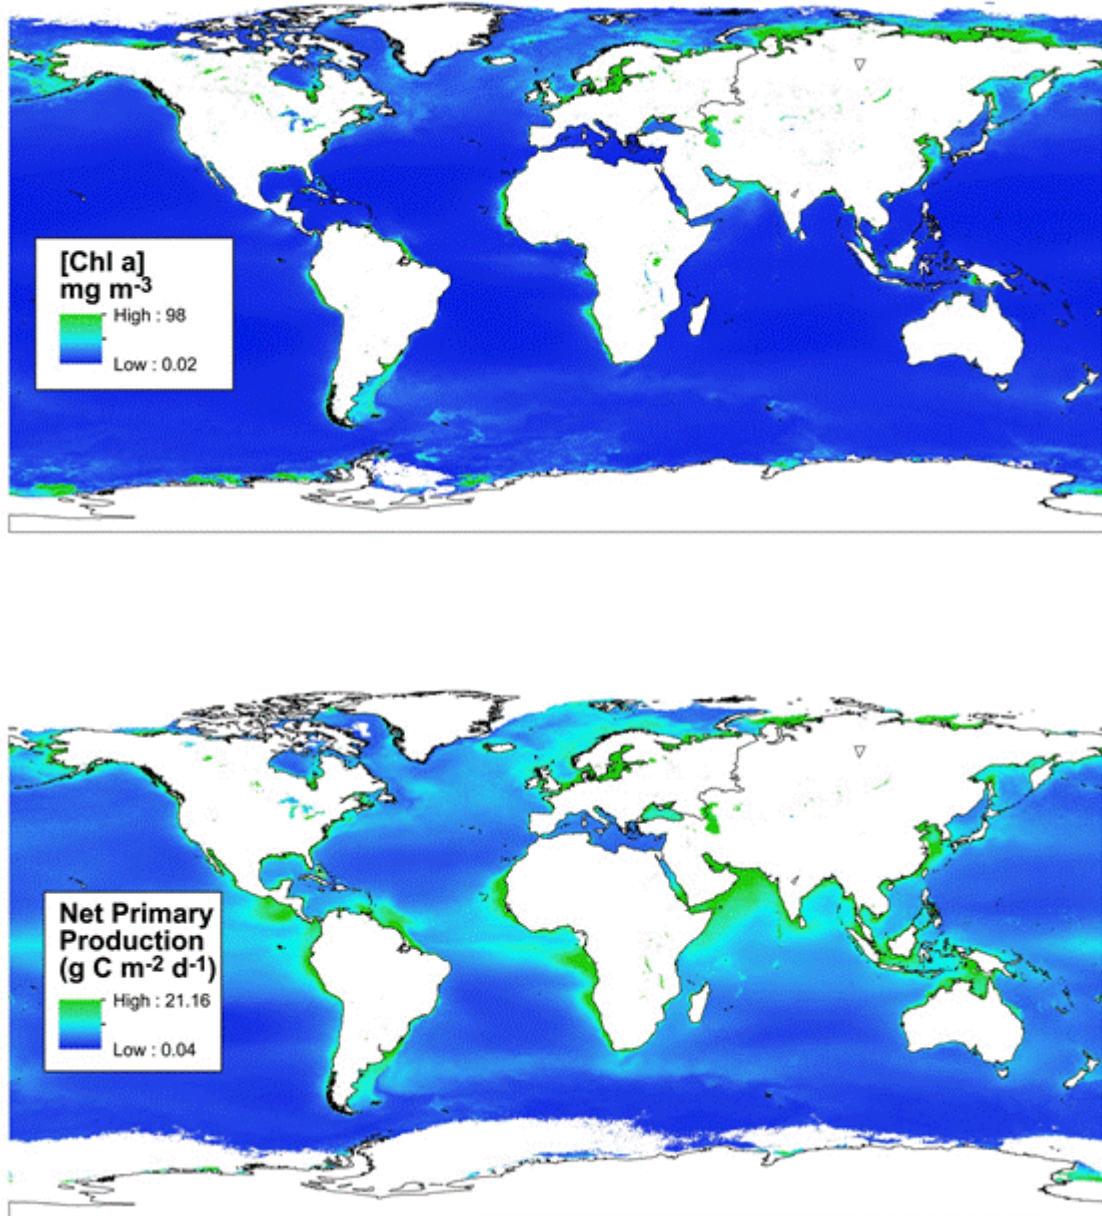 [Chl a]
mg m-3
High : 98
Low : 0.02
Net Primary
Production
(g C m-2 d-1)
High : 21.16
Low : 0.04